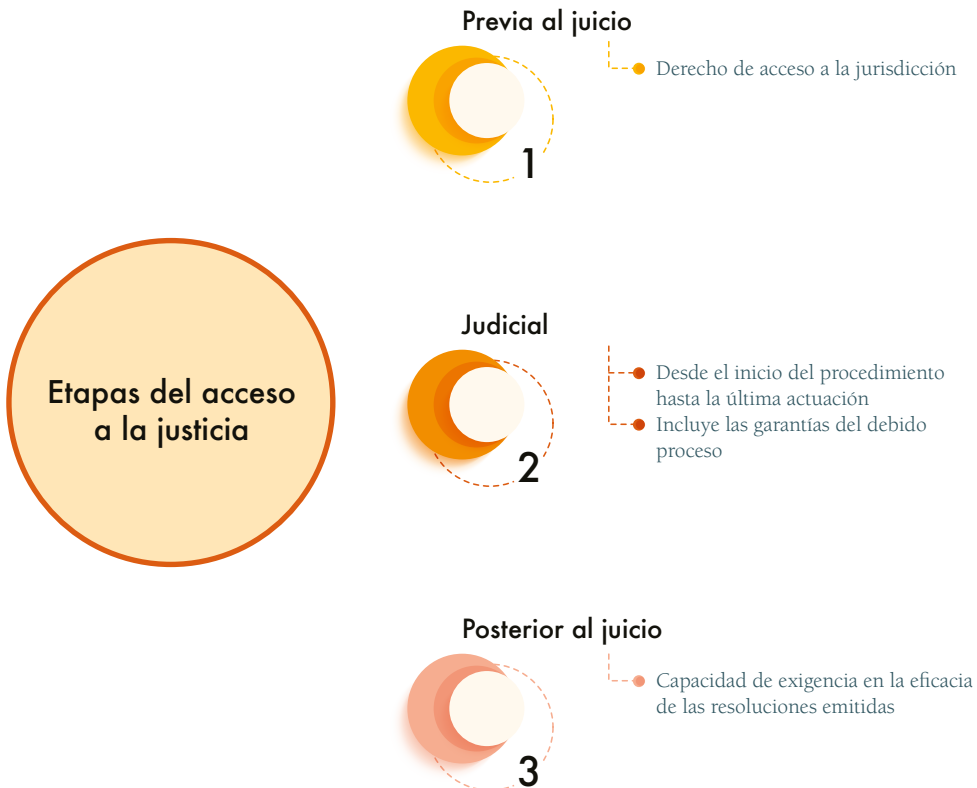 Etapas del acceso
a la justicia
Previa al juicio
1
Derecho de acceso a la jurisdicción
Judicial
2
Desde el inicio del procedimiento
hasta la última actuación
Incluye las garantías del debido
proceso
Posterior al juicio
3
Capacidad de exigencia en la eficacia
de las resoluciones emitidas